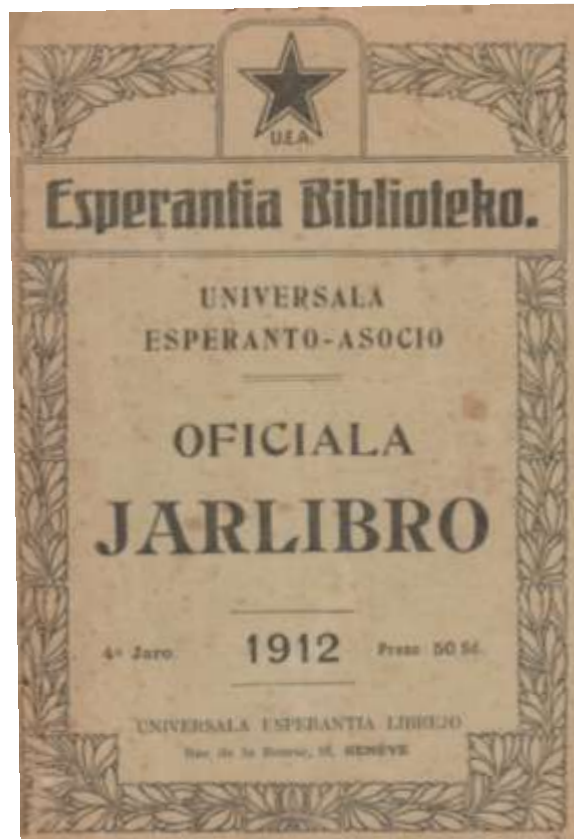 U.E.A.
Esperantia Biblioteko.
UNIVERSALA
ESPERANTO-ASOCIO
OFICIALA
JARLIBRO
4a Jaro 1912 Prezo : 50 Sd.
UNIVERSALA ESPERANTIA LIBREJO
Rue de la Bourse, GENÈVE